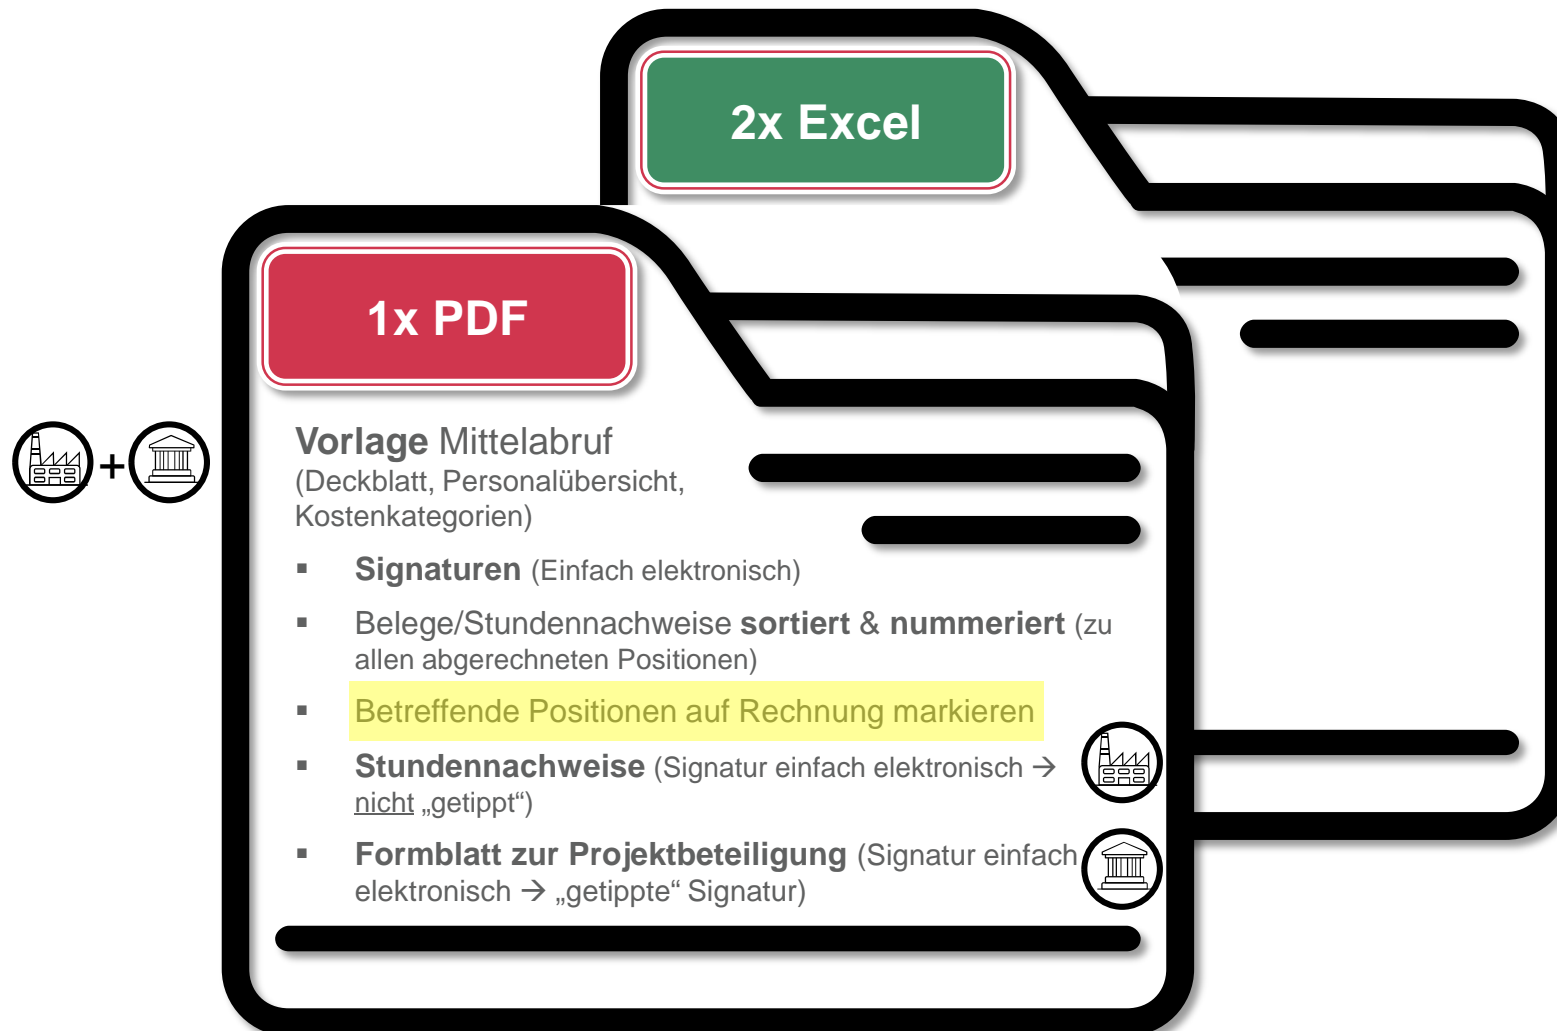 2x Excel
1x PDF
+
Vorlage Mittelabruf
(Deckblatt, Personalübersicht,
Kostenkategorien)
▪ Signaturen (Einfach elektronisch)
▪ Belege/Stundennachweise sortiert & nummeriert (zu
allen abgerechneten Positionen)
▪ Betreffende Positionen auf Rechnung markieren
▪ Stundennachweise (Signatur einfach elektronisch →
nicht „getippt“)
▪ Formblatt zur Projektbeteiligung (Signatur einfach
elektronisch → „getippte“ Signatur)